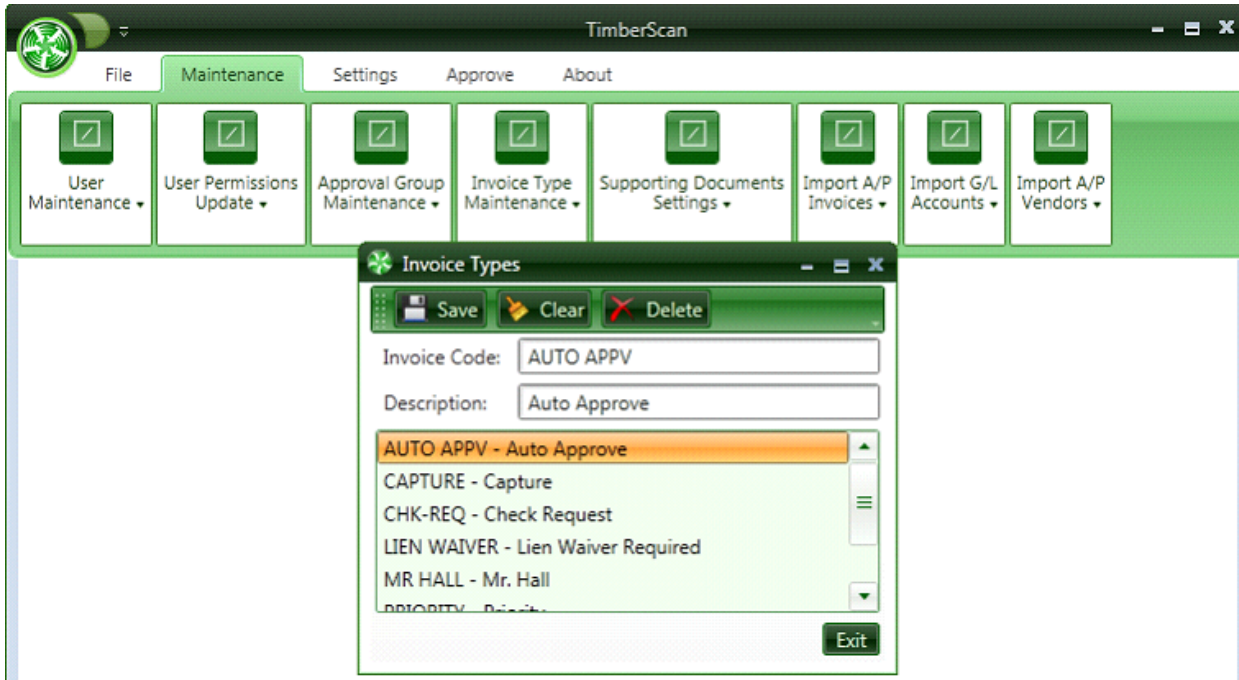 TimberScan
File Maintenance Settings Approve About
User Maintenance
User Permissions Update
Approval Group Maintenance
Invoice Type Maintenance
Supporting Documents Settings
Import A/P Invoices
Import G/L Accounts
Import A/P Vendors
Invoice Types
Save Clear Delete
Invoice Code: AUTO APPV
Description: Auto Approve
AUTO APPV - Auto Approve
CAPTURE - Capture
CHK-REQ - Check Request
LIEN WAIVER - Lien Waiver Required
MR HALL - Mr. Hall
PRIORITY - Priority
Exit